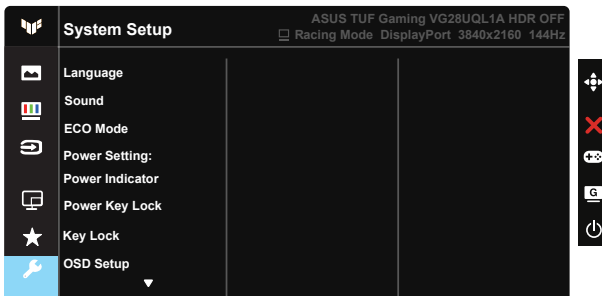 System Setup
ASUS TUF Gaming VG28UQL1A HDR OFF
Racing Mode DisplayPort 3840x2160 144Hz
Language
Sound
ECO Mode
Power Setting:
Power Indicator
Power Key Lock
Key Lock
OSD Setup
G